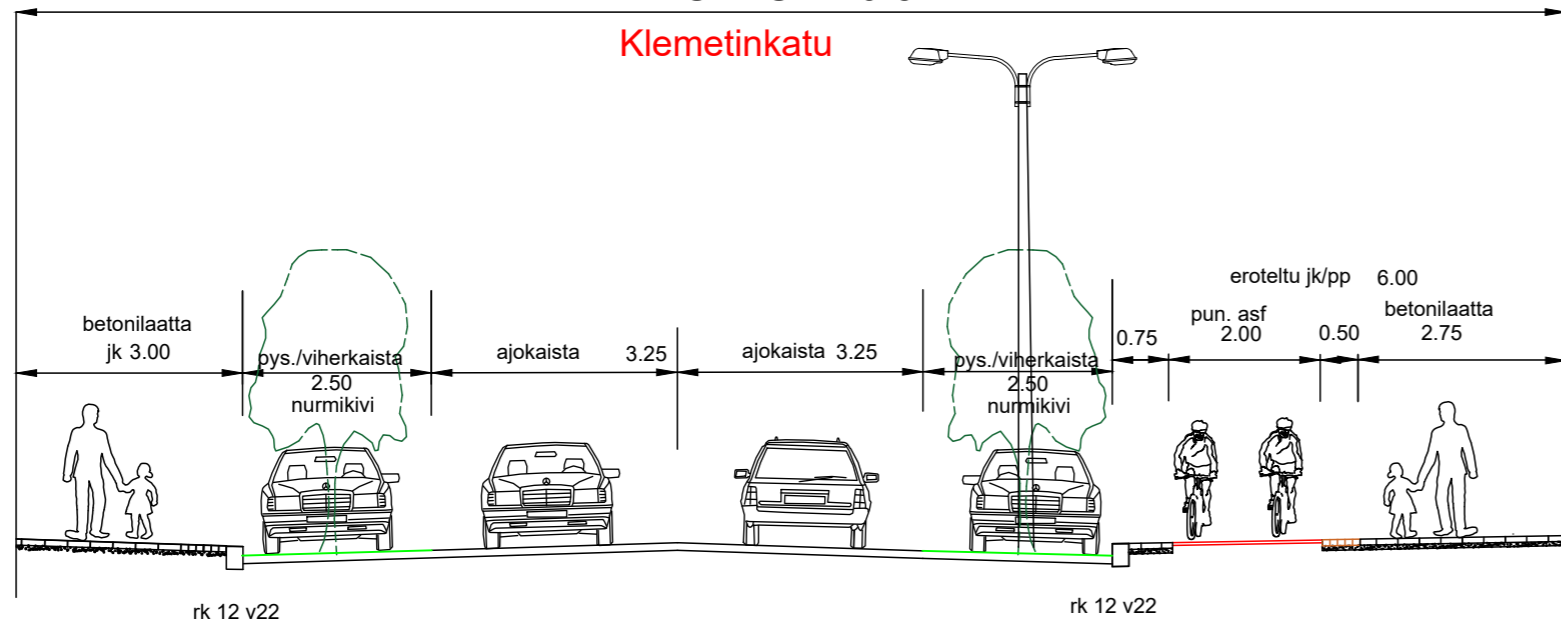 Klemetinkatu
eroteltu jk/pp 6.00
betonilaatta
jk 3.00
pys./viherkaista
2.50
nurmikivi
ajokaista 3.25
ajokaista 3.25
pys./viherkaista
2.50
nurmikivi
0.75
pun. asf
2.00
0.50
betonilaatta
2.75
rk 12 v22
rk 12 v22